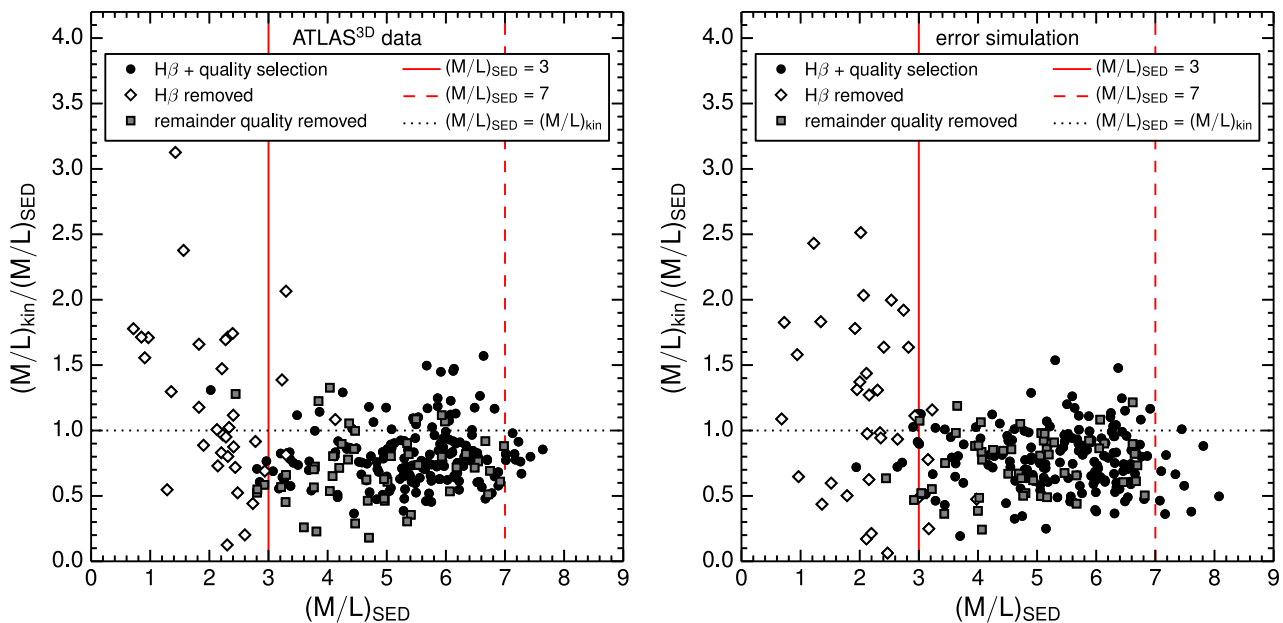 ATLAS³ᴰ data
Hβ + quality selection
Hβ removed
remainder quality removed
(M/L)SED = 3
(M/L)SED = 7
(M/L)SED = (M/L)kin
4.0
3.5
3.0
2.5
2.0
1.5
1.0
0.5
0.0
0 1 2 3 4 5 6 7 8 9
(M/L)kin/(M/L)SED
(M/L)SED
error simulation
Hβ + quality selection
Hβ removed
remainder quality removed
(M/L)SED = 3
(M/L)SED = 7
(M/L)SED = (M/L)kin
4.0
3.5
3.0
2.5
2.0
1.5
1.0
0.5
0.0
0 1 2 3 4 5 6 7 8 9
(M/L)kin/(M/L)SED
(M/L)SED